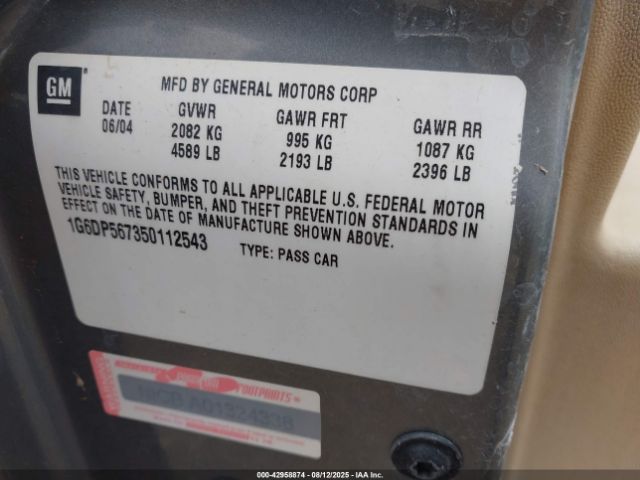 GM
MFD BY GENERAL MOTORS CORP
DATE GVWR GAWR FRT GAWR RR
06/04 2082 KG 995 KG 1087 KG
4589 LB 2193 LB 2396 LB
THIS VEHICLE CONFORMS TO ALL APPLICABLE U.S. FEDERAL MOTOR
VEHICLE SAFETY, BUMPER, AND THEFT PREVENTION STANDARDS IN
EFFECT ON THE DATE OF MANUFACTURE SHOWN ABOVE.
1G6DP567350112543 TYPE: PASS CAR
FOOTPRINTS
A01324338
000-42958874 08/12/2025 - IAA Inc.